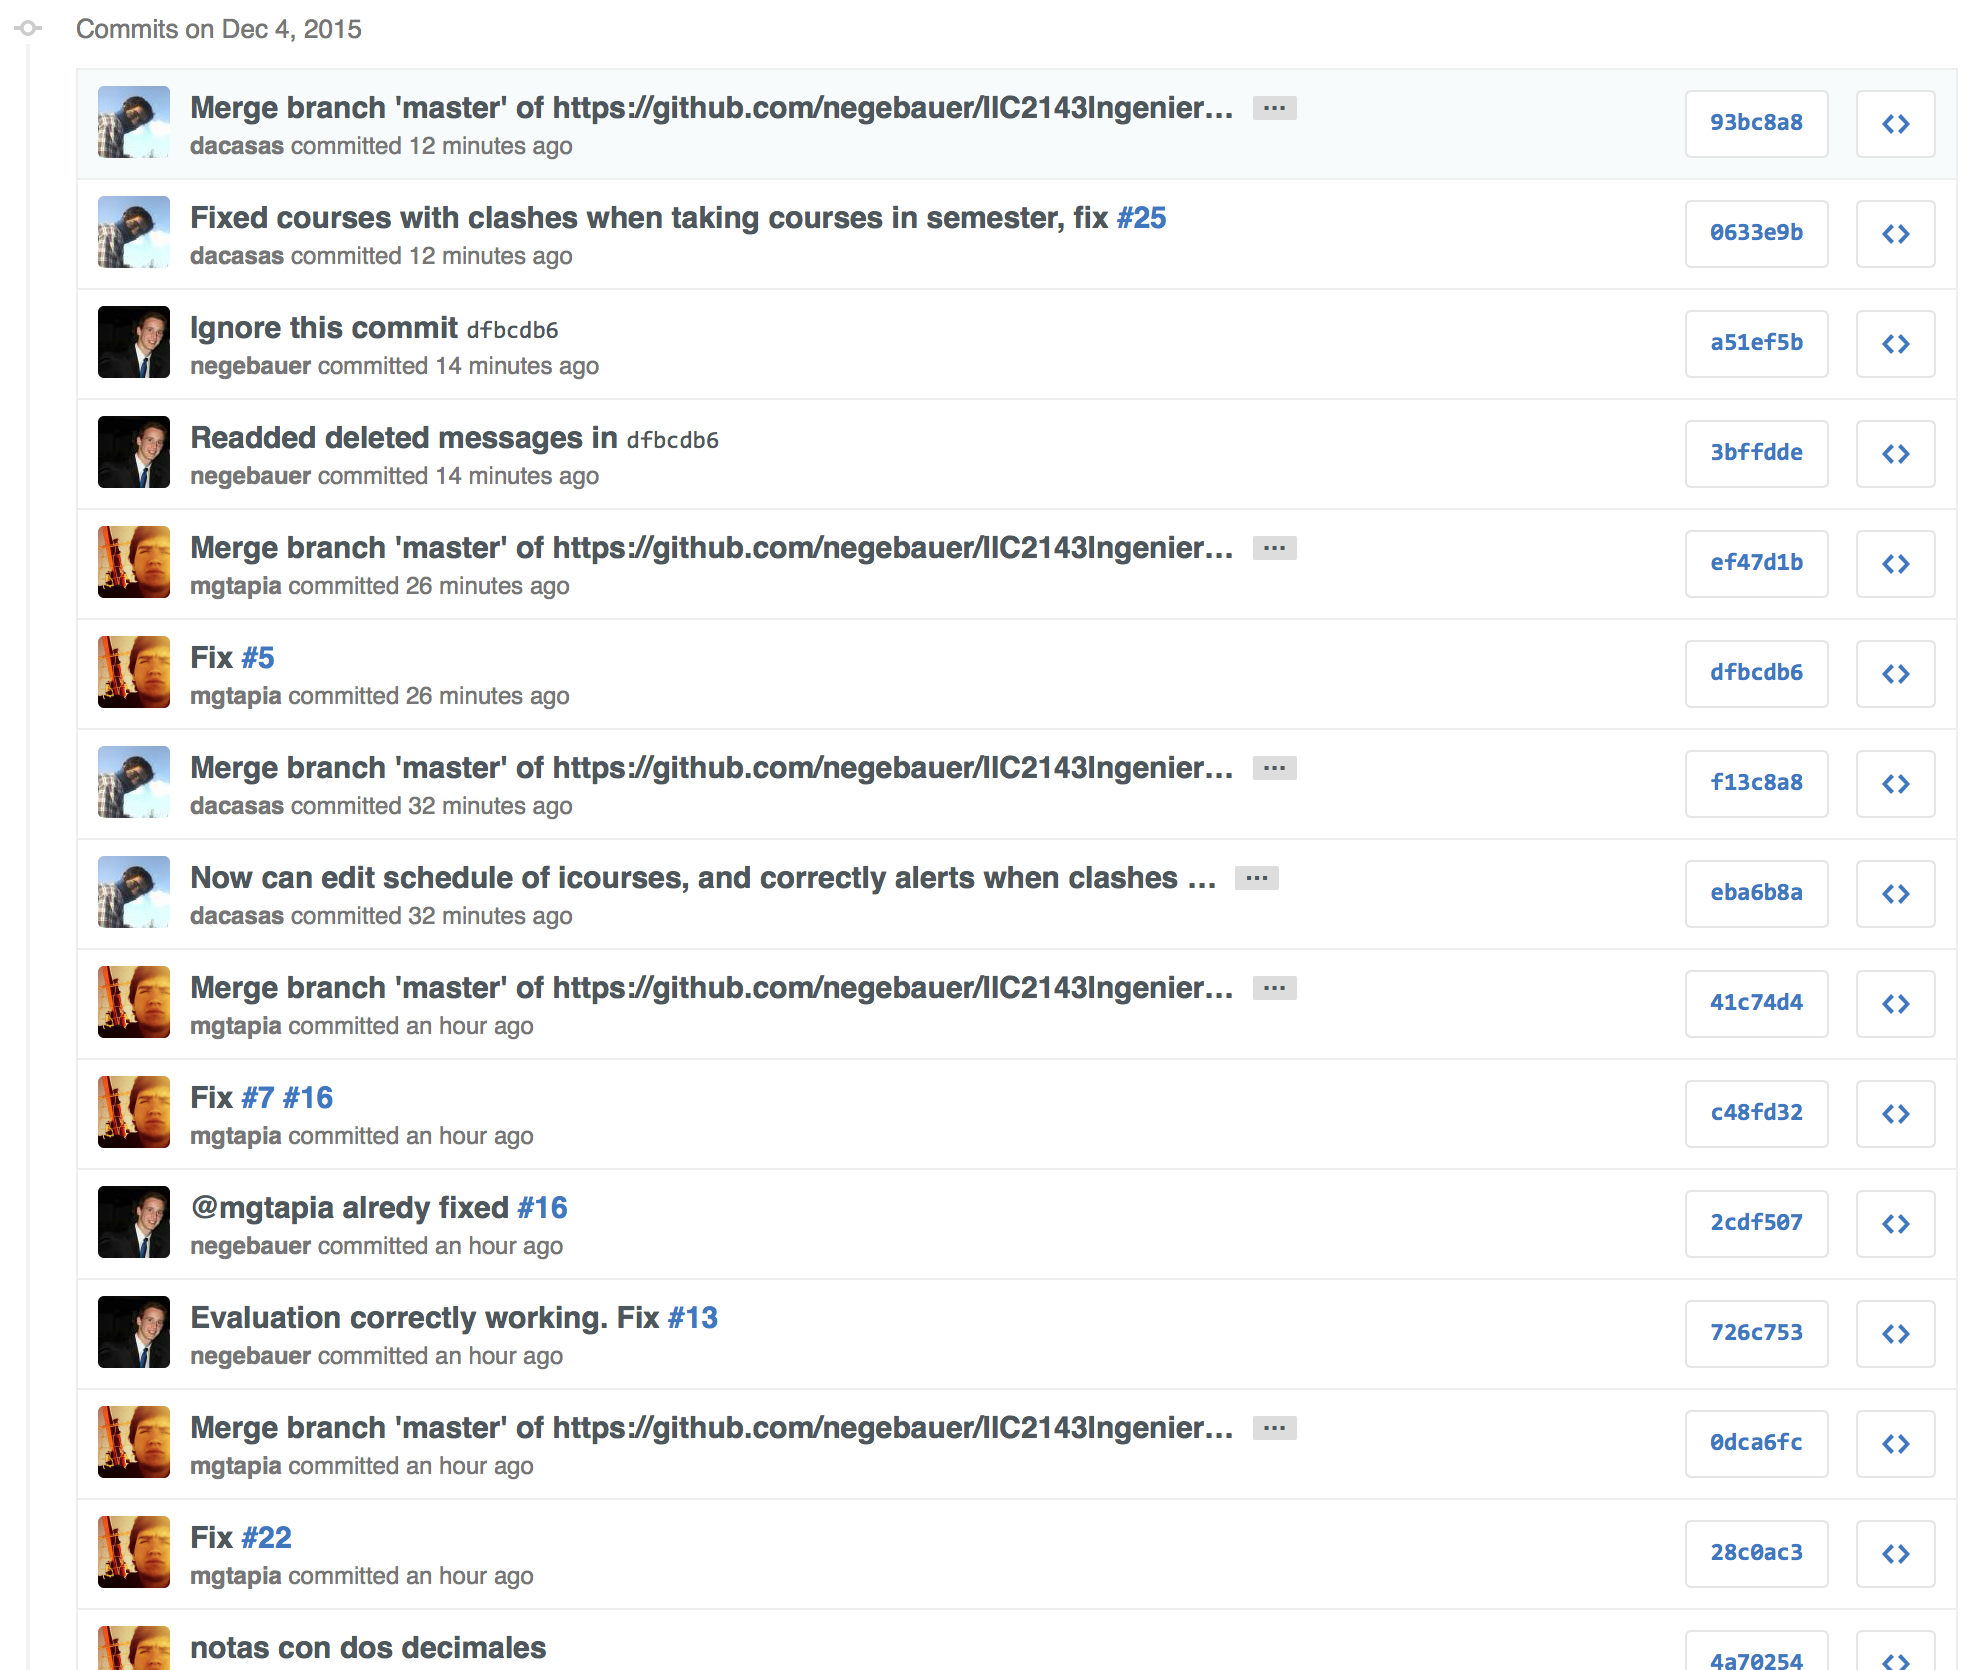 Commits on Dec 4, 2015
Merge branch 'master' of https://github.com/negebauer/IIC2143Ingenier… …
dacasas committed 12 minutes ago
93bc8a8
Fixed courses with clashes when taking courses in semester, fix #25
dacasas committed 12 minutes ago
0633e9b
Ignore this commit dfbcdb6
negebauer committed 14 minutes ago
a51ef5b
Readded deleted messages in dfbcdb6
negebauer committed 14 minutes ago
3bffdde
Merge branch 'master' of https://github.com/negebauer/IIC2143Ingenier… …
mgtapia committed 26 minutes ago
ef47d1b
Fix #5
mgtapia committed 26 minutes ago
dfbcdb6
Merge branch 'master' of https://github.com/negebauer/IIC2143Ingenier… …
dacasas committed 32 minutes ago
f13c8a8
Now can edit schedule of icourses, and correctly alerts when clashes … …
dacasas committed 32 minutes ago
eba6b8a
Merge branch 'master' of https://github.com/negebauer/IIC2143Ingenier… …
mgtapia committed an hour ago
41c74d4
Fix #7 #16
mgtapia committed an hour ago
c48fd32
@mgtapia alredy fixed #16
negebauer committed an hour ago
2cdf507
Evaluation correctly working. Fix #13
negebauer committed an hour ago
726c753
Merge branch 'master' of https://github.com/negebauer/IIC2143Ingenier… …
mgtapia committed an hour ago
0dca6fc
Fix #22
mgtapia committed an hour ago
28c0ac3
notas con dos decimales
4a70254